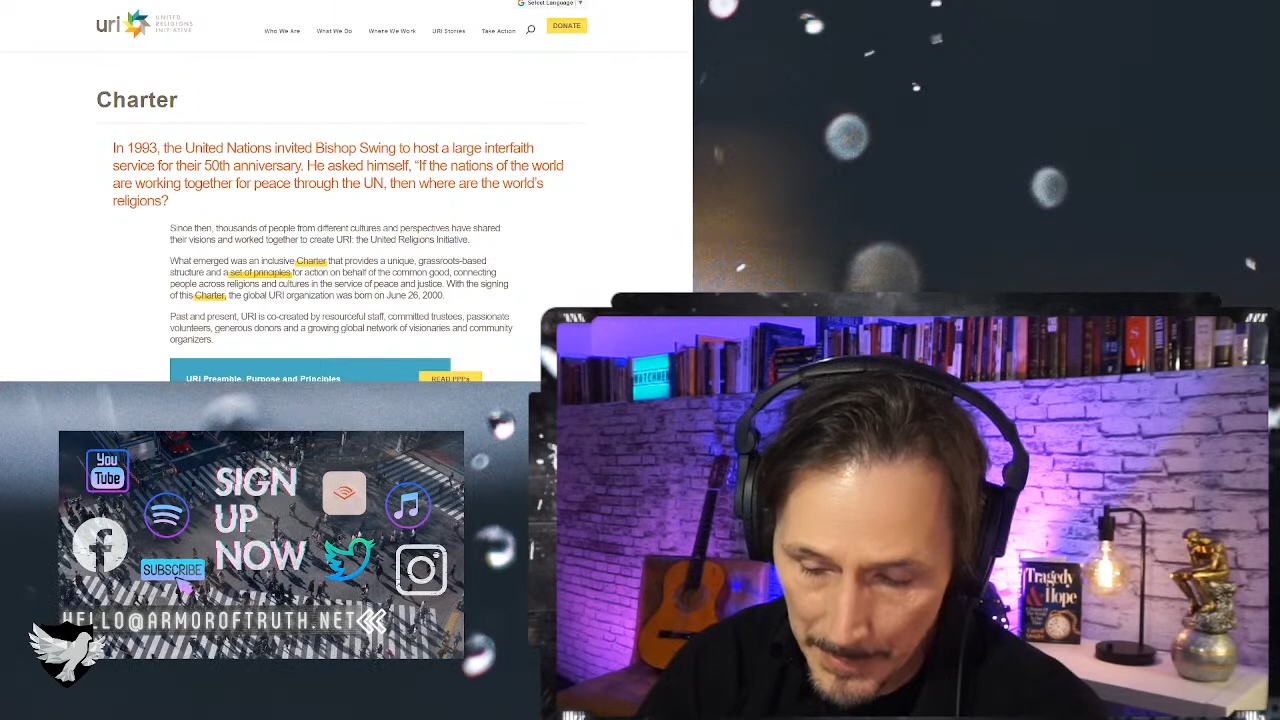 Select Language
uri
UNITED
RELIGIONS
INITIATIVE
Who We Are
What We Do
Where We Work
URI Stories
Take Action
DONATE
Charter
In 1993, the United Nations invited Bishop Swing to host a large interfaith
service for their 50th anniversary. He asked himself, “If the nations of the world
are working together for peace through the UN, then where are the world’s
religions?
Since then, thousands of people from different cultures and perspectives have shared
their visions and worked together to create URI: the United Religions Initiative.
What emerged was an inclusive Charter that provides a unique, grassroots-based
structure and a set of principles for action on behalf of the common good, connecting
people across religions and cultures in the service of peace and justice. With the signing
of this Charter, the global URI organization was born on June 26, 2000.
Past and present, URI is co-created by resourceful staff, committed trustees, passionate
volunteers, generous donors and a growing global network of visionaries and community
organizers.
URI Preamble, Purpose and Principles
READ PPPs
You
Tube
SIGN
UP
NOW
SUBSCRIBE
HELLO@ARMOROFTRUTH.NET
WATCHMEN
Tragedy
& Hope